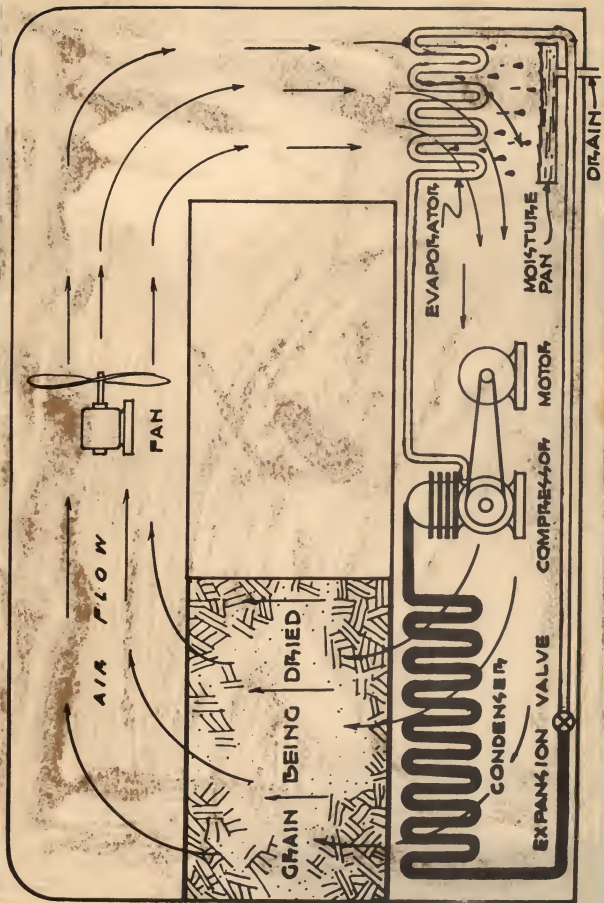 AIR FLOW
FAN
GRAIN BEING DRIED
EVAPORATOR
MOISTURE
PAN
DRAIN
MOTOR
COMPRESSOR
CONDENSER
EXPANSION VALVE